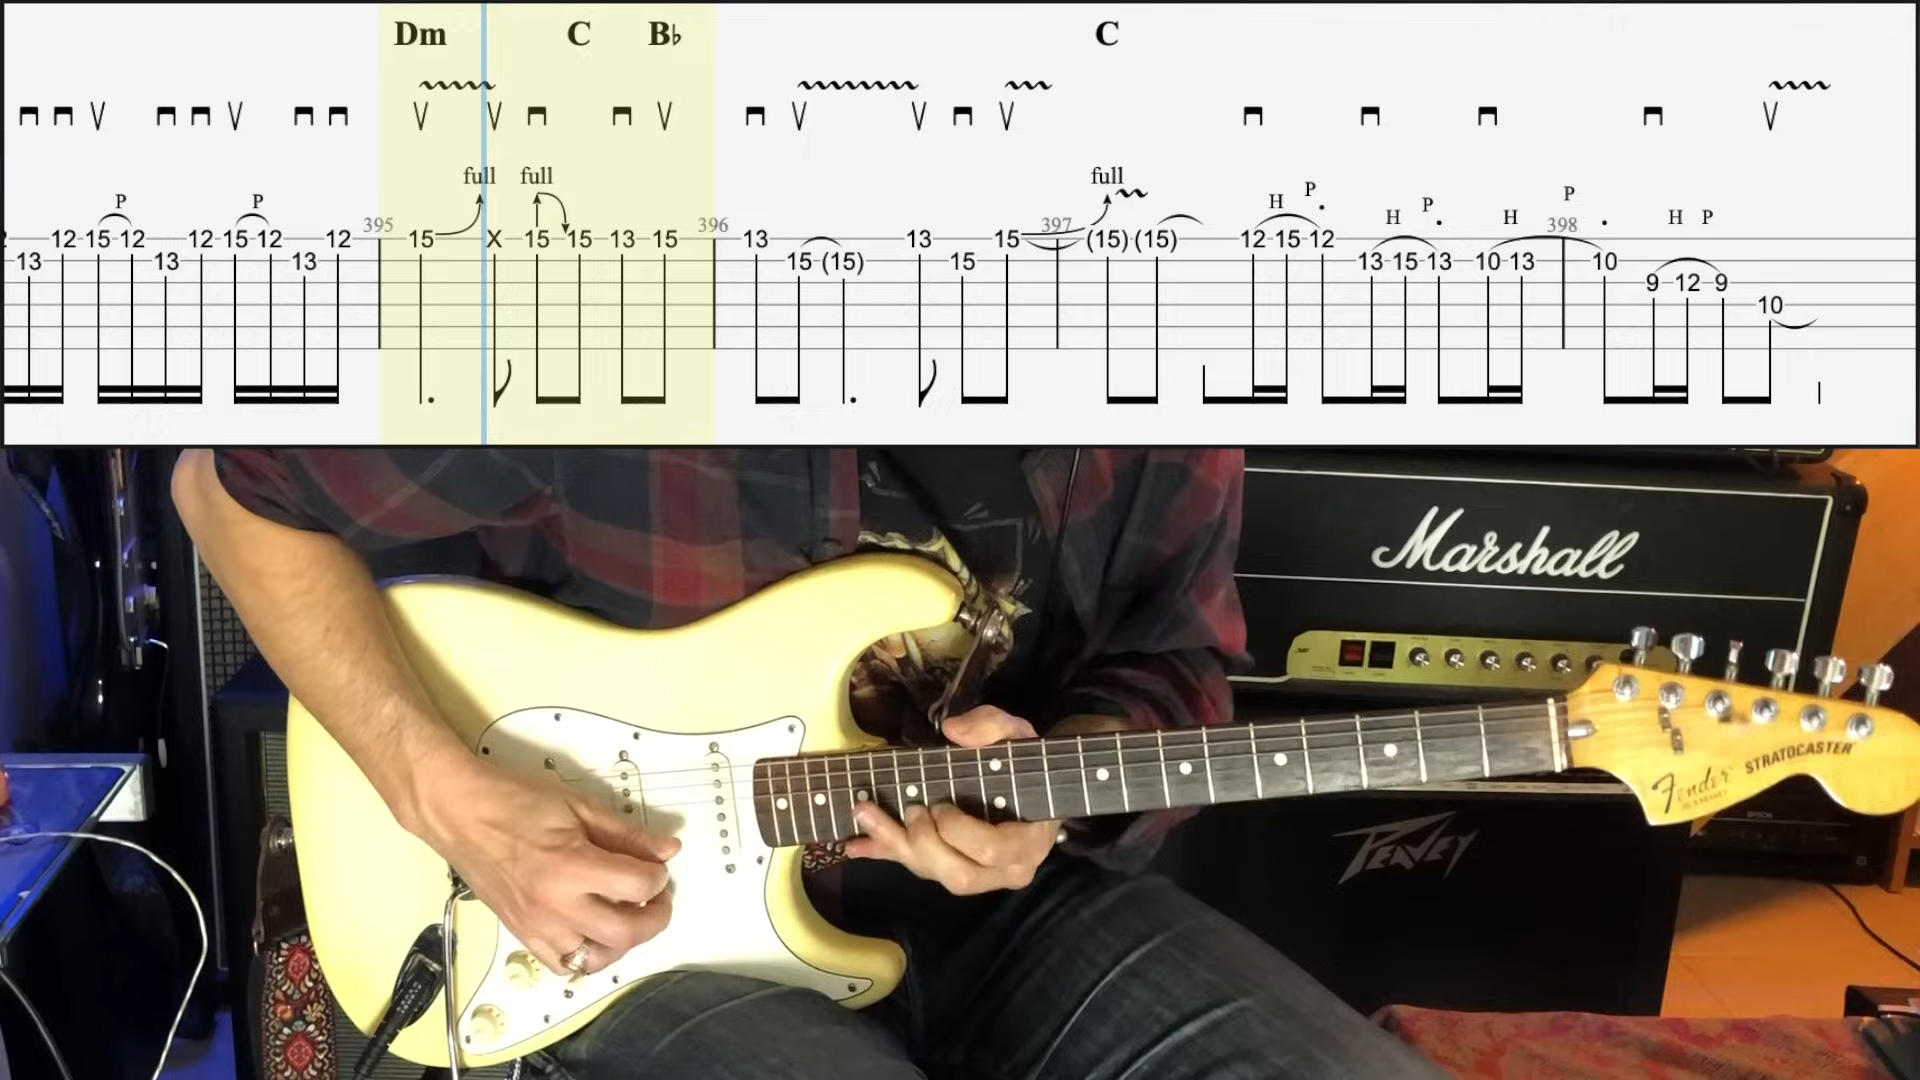 Dm C B♭ C
full full full
P P H P H P H P H P
395 396 397 398
12 15 12 12 15 12 12 15 X 15 15 13 15 13 13 15 (15) (15) 12 15 12
13 13 13 15 (15) 15 13 15 13 10 13 10
9 12 9
10
Marshall
Fender STRATOCASTER
PEAVEY
EPSON